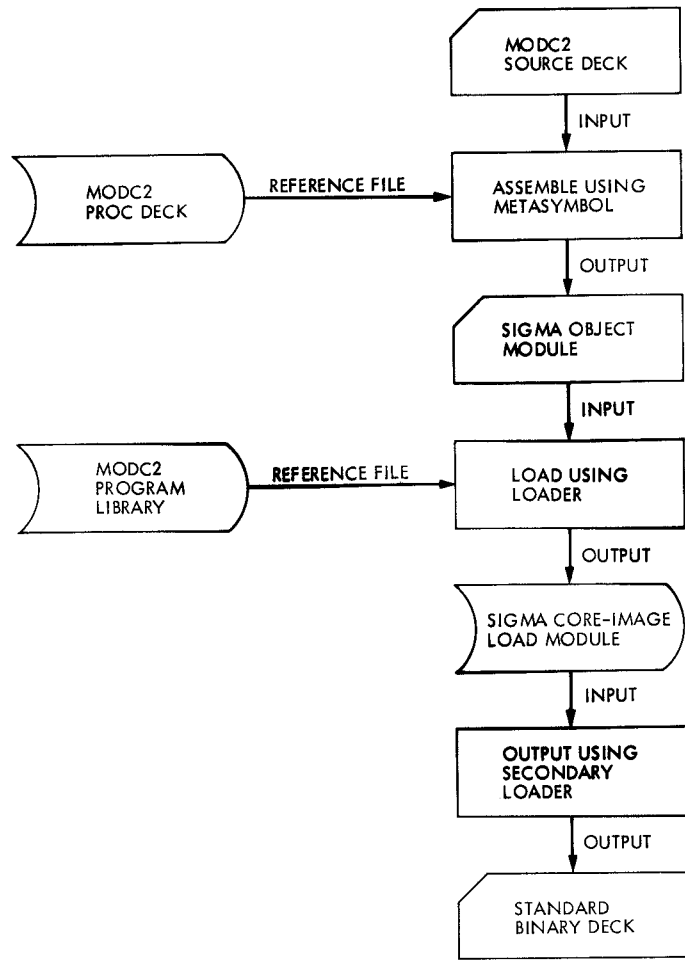 MODC2
SOURCE DECK
INPUT
MODC2
PROC DECK
REFERENCE FILE
ASSEMBLE USING
METASYMBOL
OUTPUT
SIGMA OBJECT
MODULE
INPUT
MODC2
PROGRAM
LIBRARY
REFERENCE FILE
LOAD USING
LOADER
OUTPUT
SIGMA CORE-IMAGE
LOAD MODULE
INPUT
OUTPUT USING
SECONDARY
LOADER
OUTPUT
STANDARD
BINARY DECK